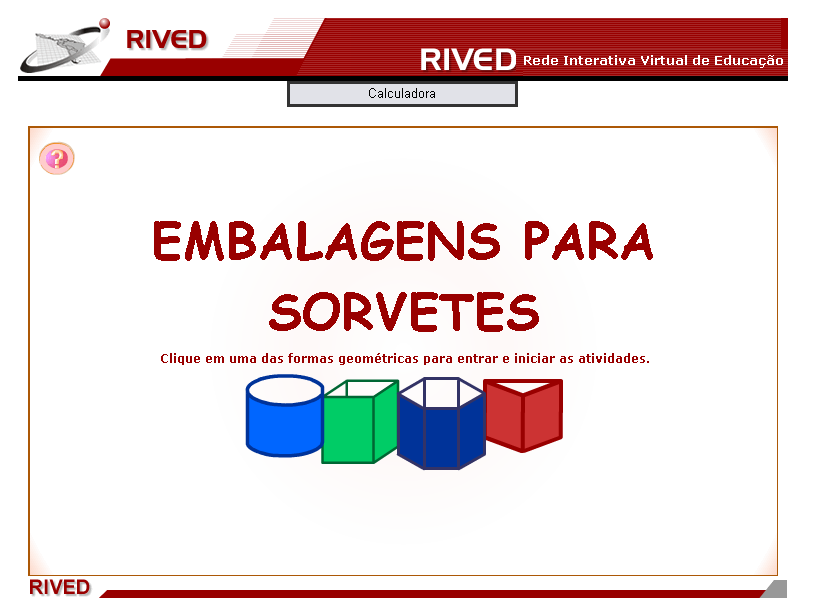 RIVED
RIVED Rede Interativa Virtual de Educação
Calculadora
?
EMBALAGENS PARA
SORVETES
Clique em uma das formas geométricas para entrar e iniciar as atividades.
RIVED